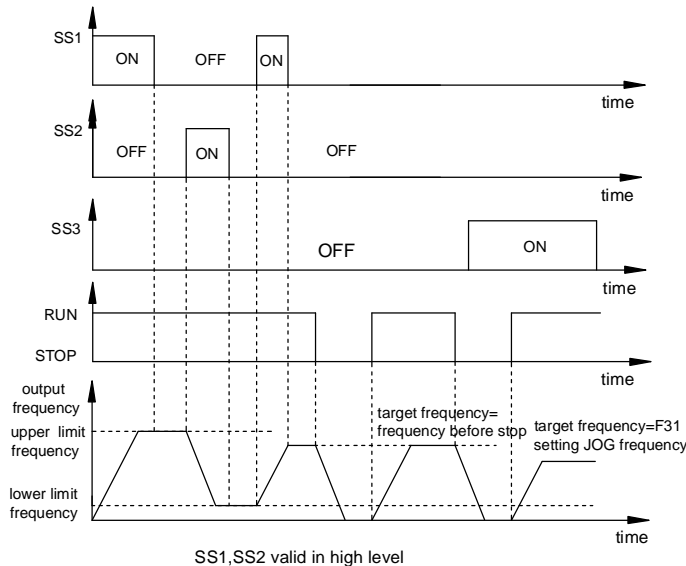 SS1
ON
OFF
ON
time
SS2
OFF
ON
OFF
time
SS3
OFF
ON
time
RUN
STOP
time
output
frequency
upper limit
frequency
target frequency=
frequency before stop
target frequency=F31
setting JOG frequency
lower limit
frequency
time
SS1,SS2 valid in high level